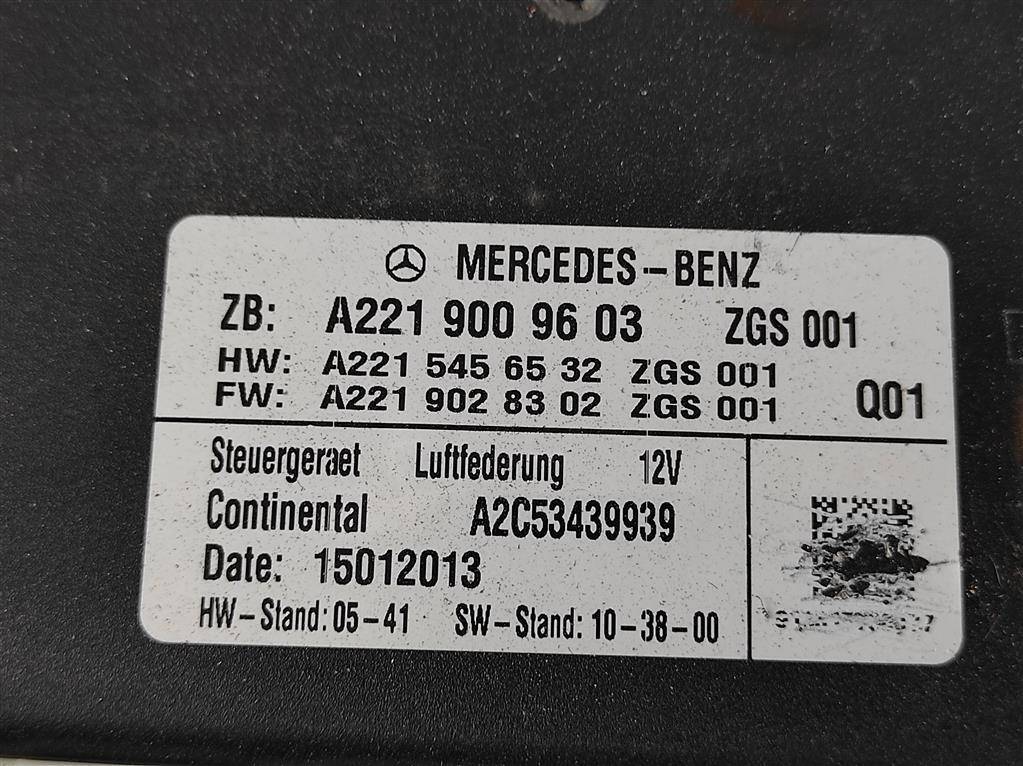 MERCEDES-BENZ
ZB: A221 900 96 03 ZGS 001
HW: A221 545 65 32 ZGS 001
FW: A221 902 83 02 ZGS 001 Q01
Steuergeraet Luftfederung 12V
Continental A2C53439939
Date: 15012013
HW-Stand: 05-41 SW-Stand: 10-38-00